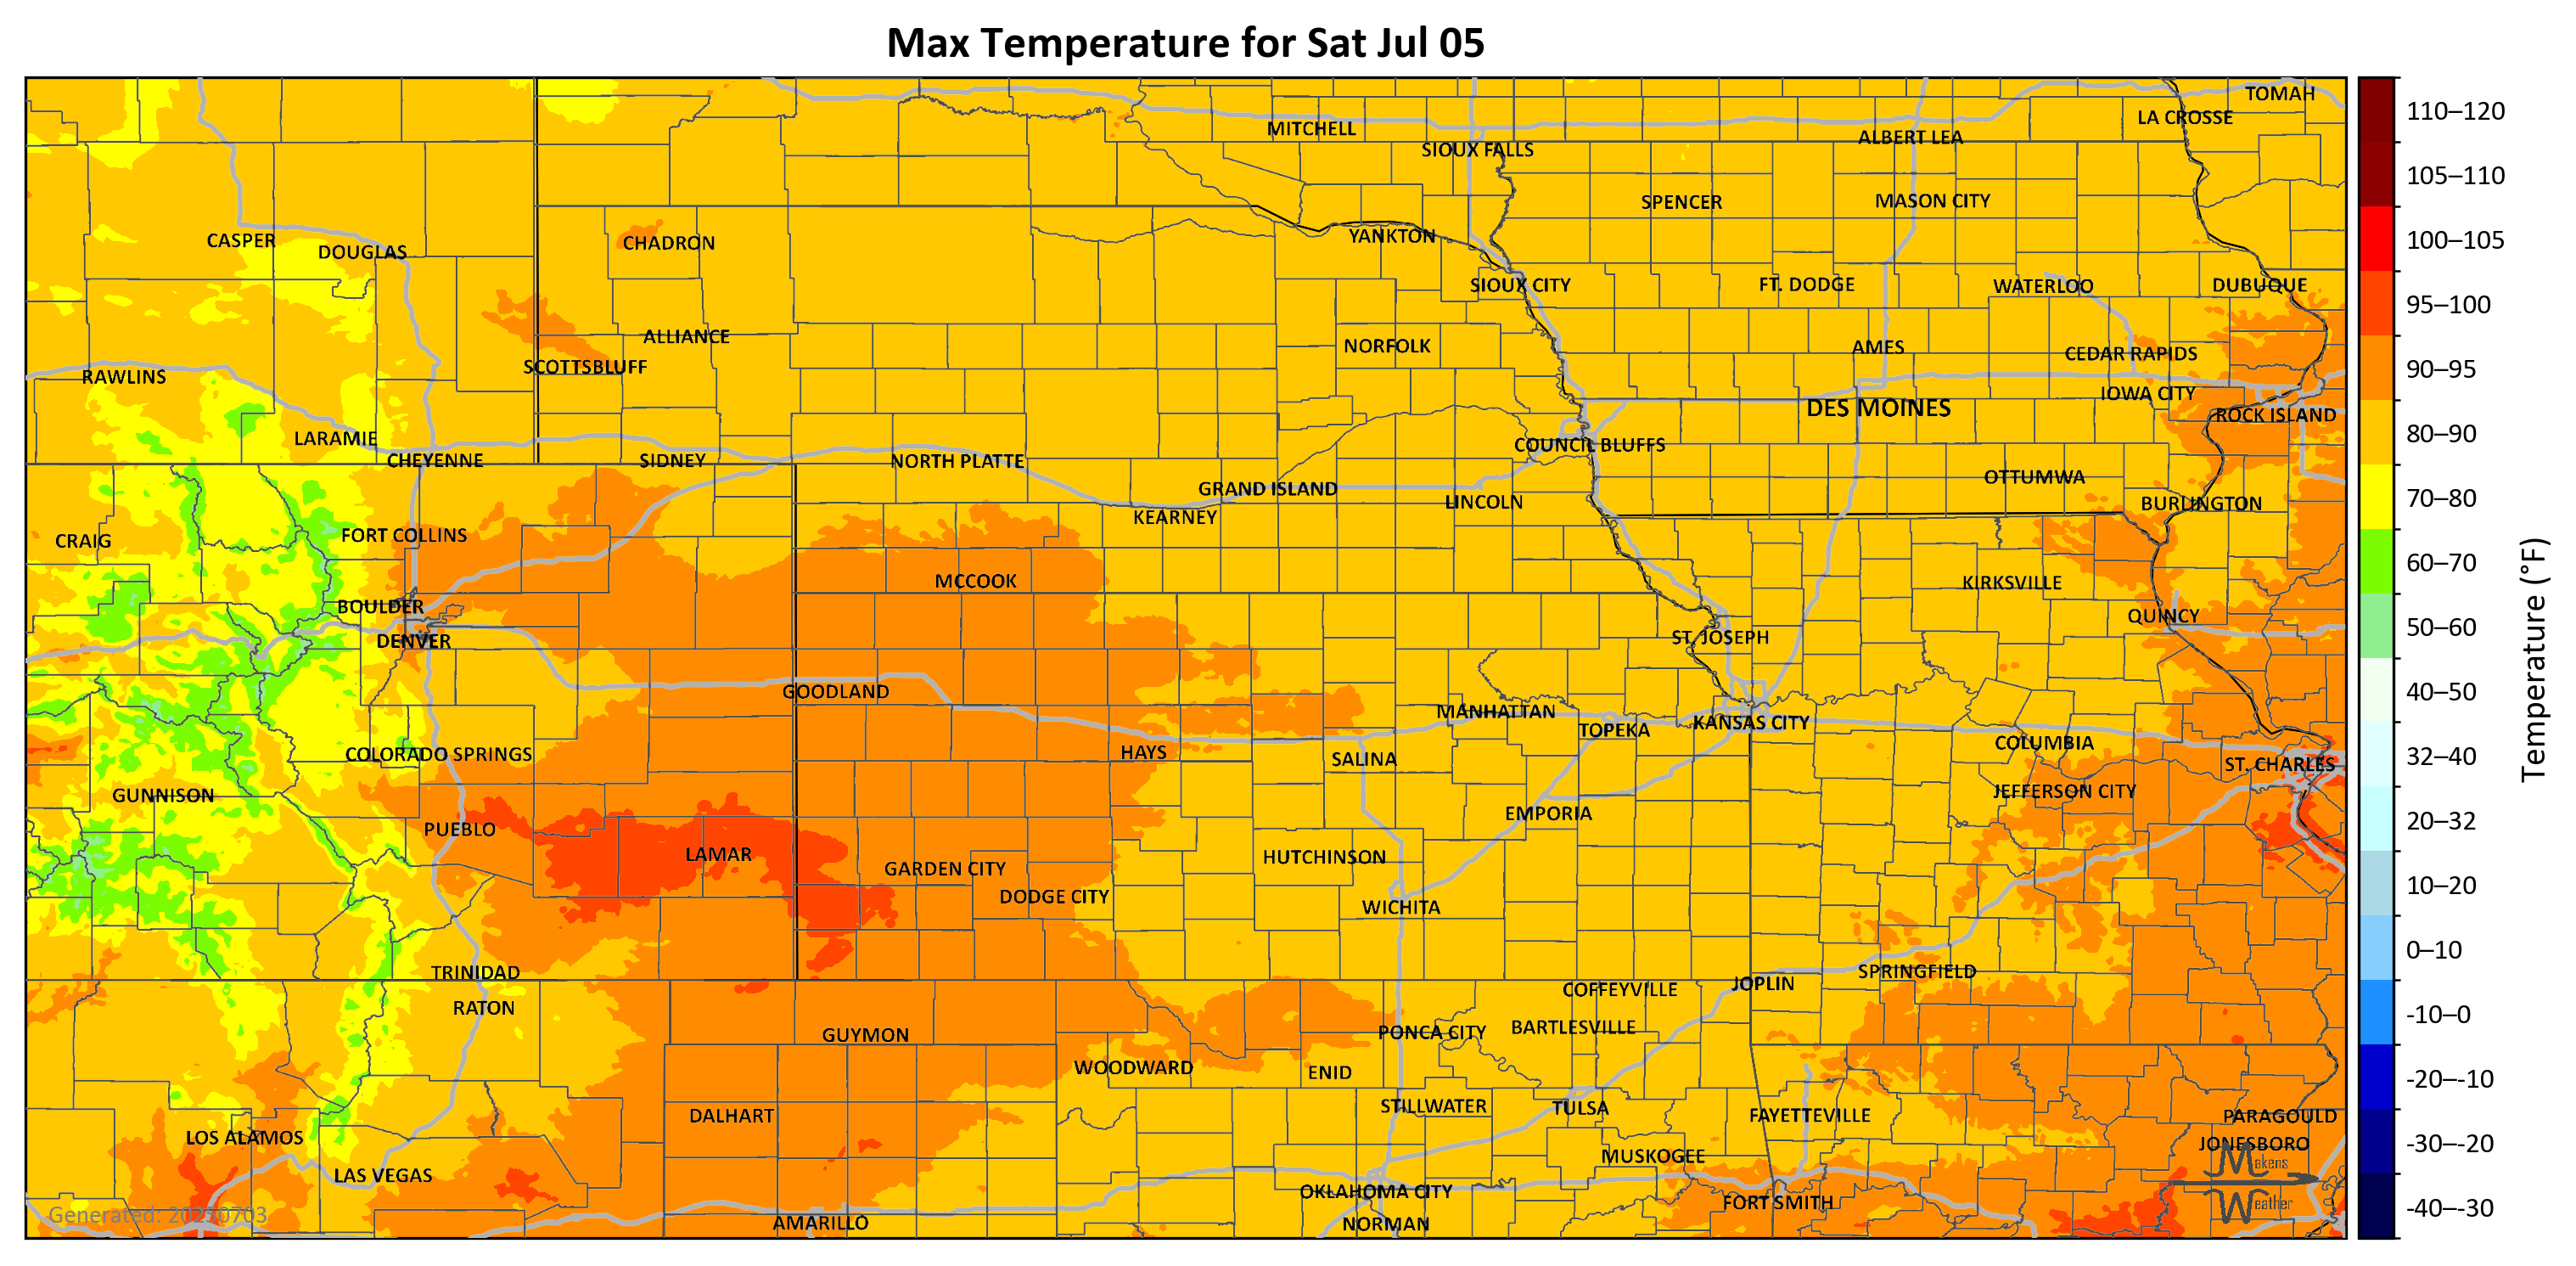 Max Temperature for Sat Jul 05
TOMAH
LA CROSSE
MITCHELL
ALBERT LEA
SIOUX FALLS
SPENCER
MASON CITY
CASPER
DOUGLAS
CHADRON
YANKTON
SIOUX CITY
FT. DODGE
WATERLOO
DUBUQUE
ALLIANCE
NORFOLK
AMES
CEDAR RAPIDS
SCOTTSBLUFF
RAWLINS
IOWA CITY
DES MOINES
ROCK ISLAND
LARAMIE
COUNCIL BLUFFS
CHEYENNE
SIDNEY
NORTH PLATTE
OTTUMWA
GRAND ISLAND
LINCOLN
BURLINGTON
KEARNEY
FORT COLLINS
CRAIG
MCCOOK
KIRKSVILLE
BOULDER
QUINCY
DENVER
ST. JOSEPH
GOODLAND
MANHATTAN
KANSAS CITY
TOPEKA
COLUMBIA
COLORADO SPRINGS
HAYS
SALINA
ST. CHARLES
GUNNISON
JEFFERSON CITY
EMPORIA
PUEBLO
LAMAR
HUTCHINSON
GARDEN CITY
DODGE CITY
WICHITA
TRINIDAD
SPRINGFIELD
JOPLIN
COFFEYVILLE
RATON
BARTLESVILLE
PONCA CITY
GUYMON
WOODWARD
ENID
STILLWATER
TULSA
DALHART
FAYETTEVILLE
PARAGOULD
LOS ALAMOS
JONESBORO
MUSKOGEE
LAS VEGAS
OKLAHOMA CITY
FORT SMITH
AMARILLO
NORMAN
Makens
Weather
Generated: 20250703
110–120
105–110
100–105
95–100
90–95
80–90
70–80
60–70
50–60
40–50
32–40
20–32
10–20
0–10
-10–0
-20–-10
-30–-20
-40–-30
Temperature (°F)